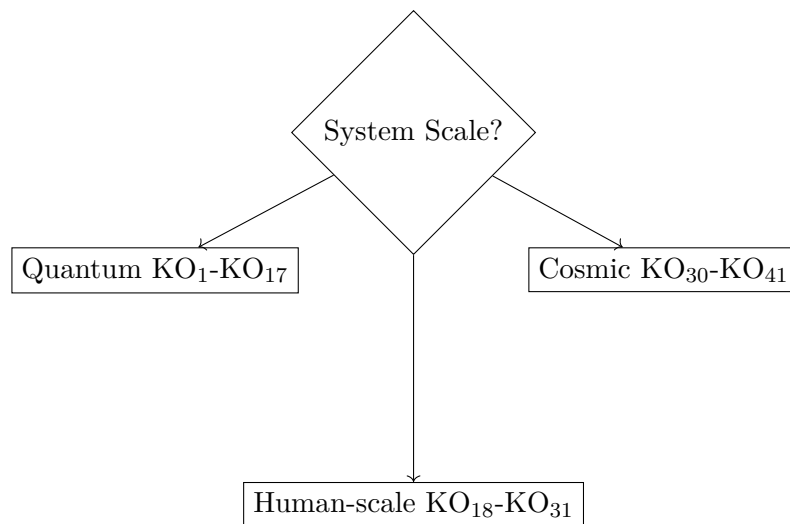 System Scale?
Quantum KO₁-KO₁₇
Cosmic KO₃₀-KO₄₁
Human-scale KO₁₈-KO₃₁